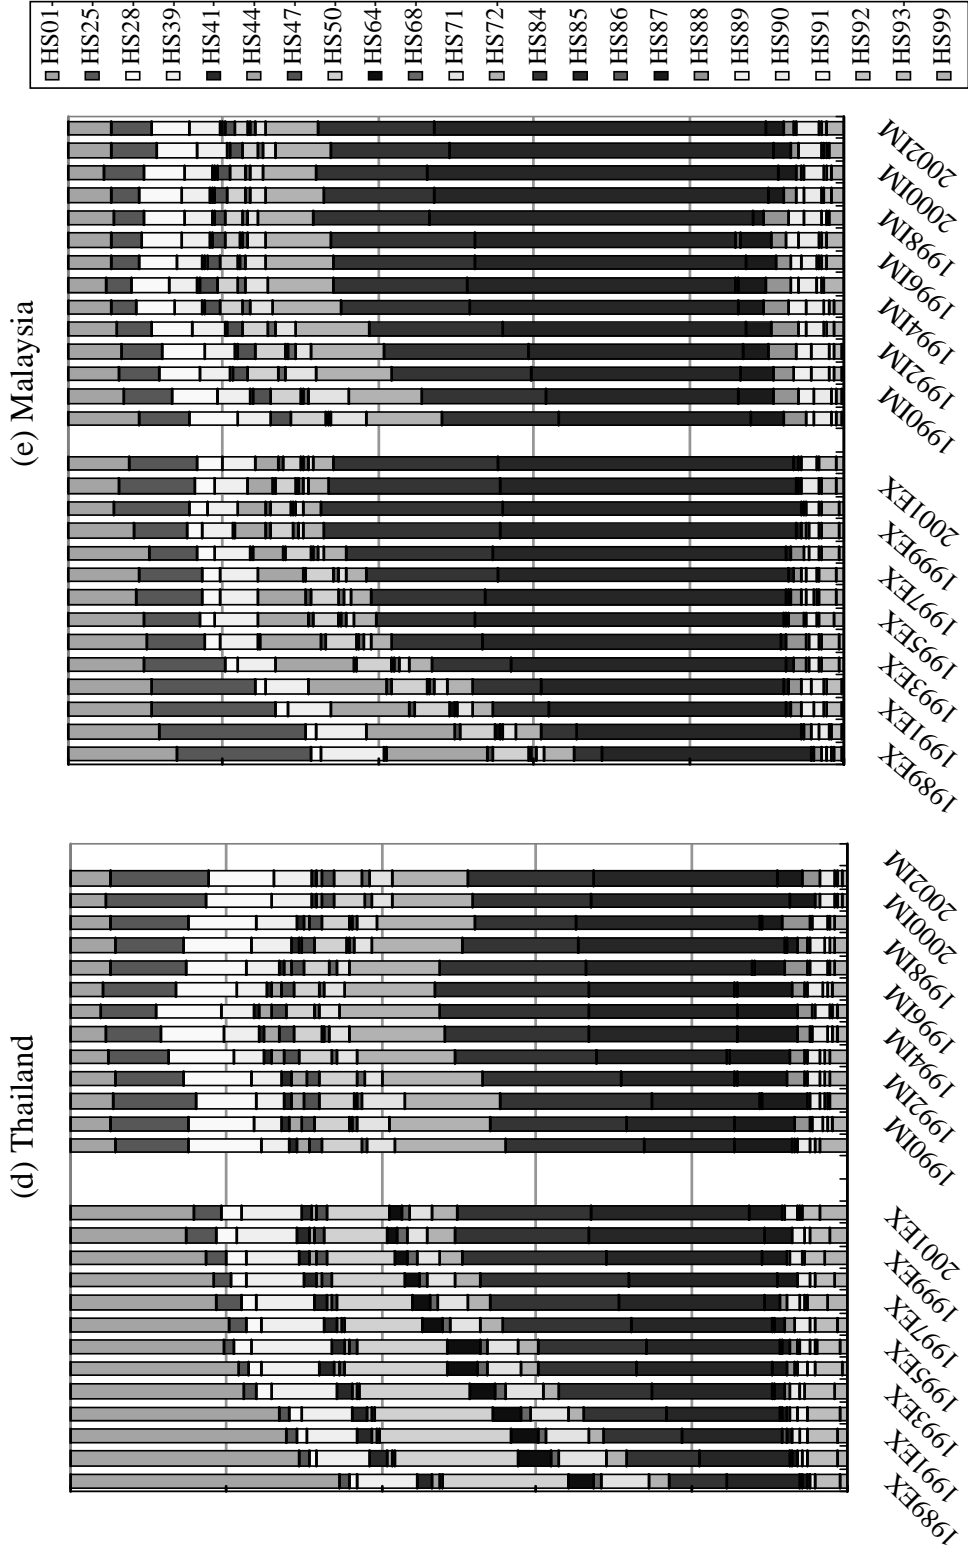 (e) Malaysia
HS01-
HS25-
HS28-
HS39-
HS41-
HS44-
HS47-
HS50-
HS64-
HS68-
HS71-
HS72-
HS84-
HS85-
HS86-
HS87-
HS88-
HS89-
HS90-
HS91-
HS92-
HS93-
HS99-
1989EX
1991EX
1993EX
1995EX
1997EX
1999EX
2001EX
1990IM
1992IM
1994IM
1996IM
1998IM
2000IM
2002IM
(d) Thailand
1989EX
1991EX
1993EX
1995EX
1997EX
1999EX
2001EX
1990IM
1992IM
1994IM
1996IM
1998IM
2000IM
2002IM